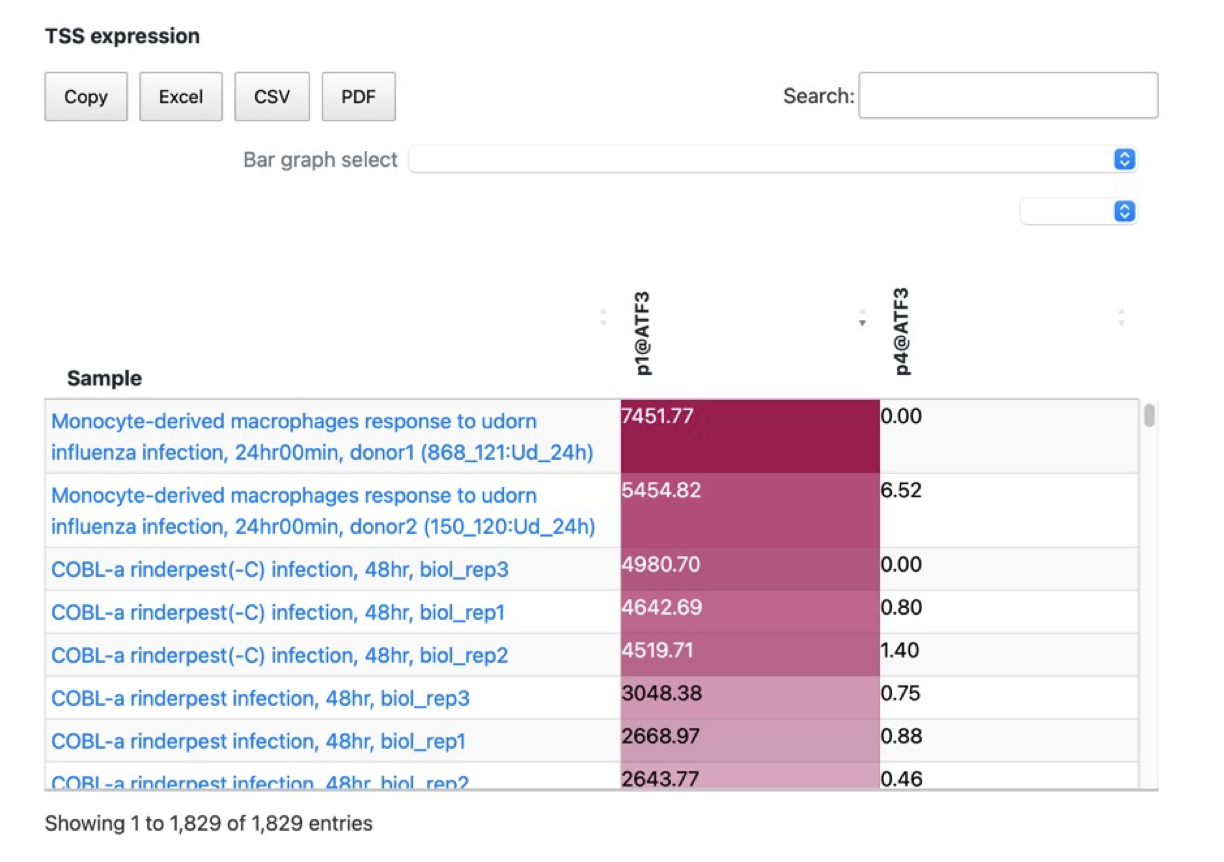 TSS expression
Copy Excel CSV PDF Search:
Bar graph select
Sample p1@ATF3 p4@ATF3
Monocyte-derived macrophages response to udorn
influenza infection, 24hr00min, donor1 (868_121:Ud_24h) 7451.77 0.00
Monocyte-derived macrophages response to udorn
influenza infection, 24hr00min, donor2 (150_120:Ud_24h) 5454.82 6.52
COBL-a rinderpest(-C) infection, 48hr, biol_rep3 4980.70 0.00
COBL-a rinderpest(-C) infection, 48hr, biol_rep1 4642.69 0.80
COBL-a rinderpest(-C) infection, 48hr, biol_rep2 4519.71 1.40
COBL-a rinderpest infection, 48hr, biol_rep3 3048.38 0.75
COBL-a rinderpest infection, 48hr, biol_rep1 2668.97 0.88
COBL-a rinderpest infection, 48hr, biol_rep2 2643.77 0.46
Showing 1 to 1,829 of 1,829 entries